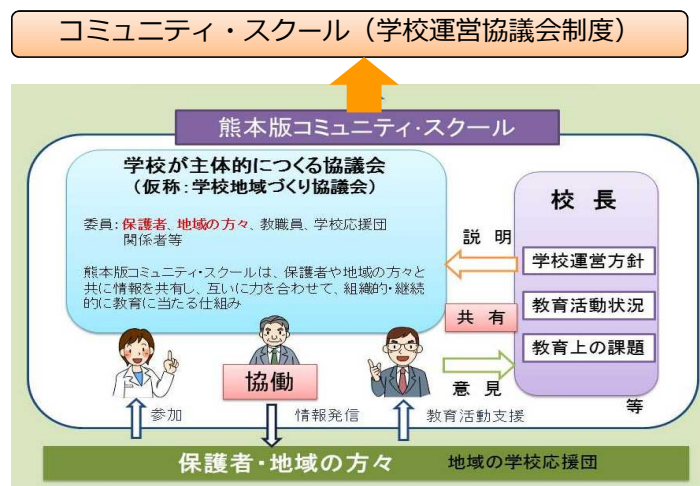 コミュニティ・スクール（学校運営協議会制度）
熊本版コミュニティ・スクール
学校が主体的につくる協議会
（仮称：学校地域づくり協議会）
委員：保護者、地域の方々、教職員、学校応援団
関係者等
熊本版コミュニティ・スクールは、保護者や地域の方々と
共に情報を共有し、互いに力を合わせて、組織的・継続
的に教育に当たる仕組み
校長
説明
学校運営方針
共有
教育活動状況
教育上の課題
意見
等
協働
参加
情報発信
教育活動支援
保護者・地域の方々
地域の学校応援団